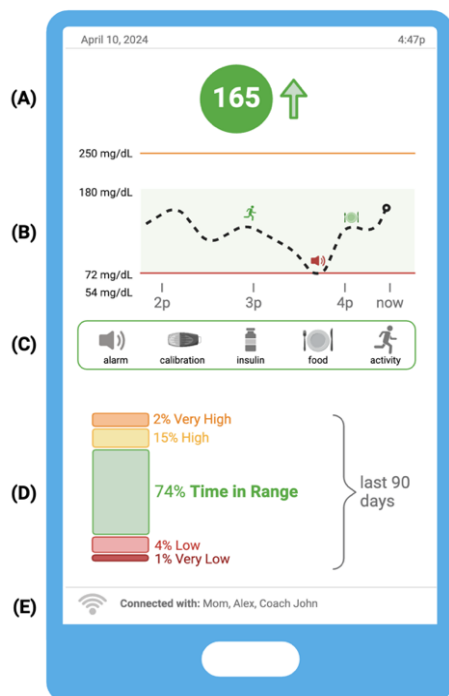 April 10, 2024 4:47p
(A)
165
250 mg/dL
180 mg/dL
(B)
72 mg/dL
54 mg/dL
2p 3p 4p now
(C)
alarm calibration insulin food activity
2% Very High
15% High
(D)
74% Time in Range
last 90
days
4% Low
1% Very Low
(E)
Connected with: Mom, Alex, Coach John